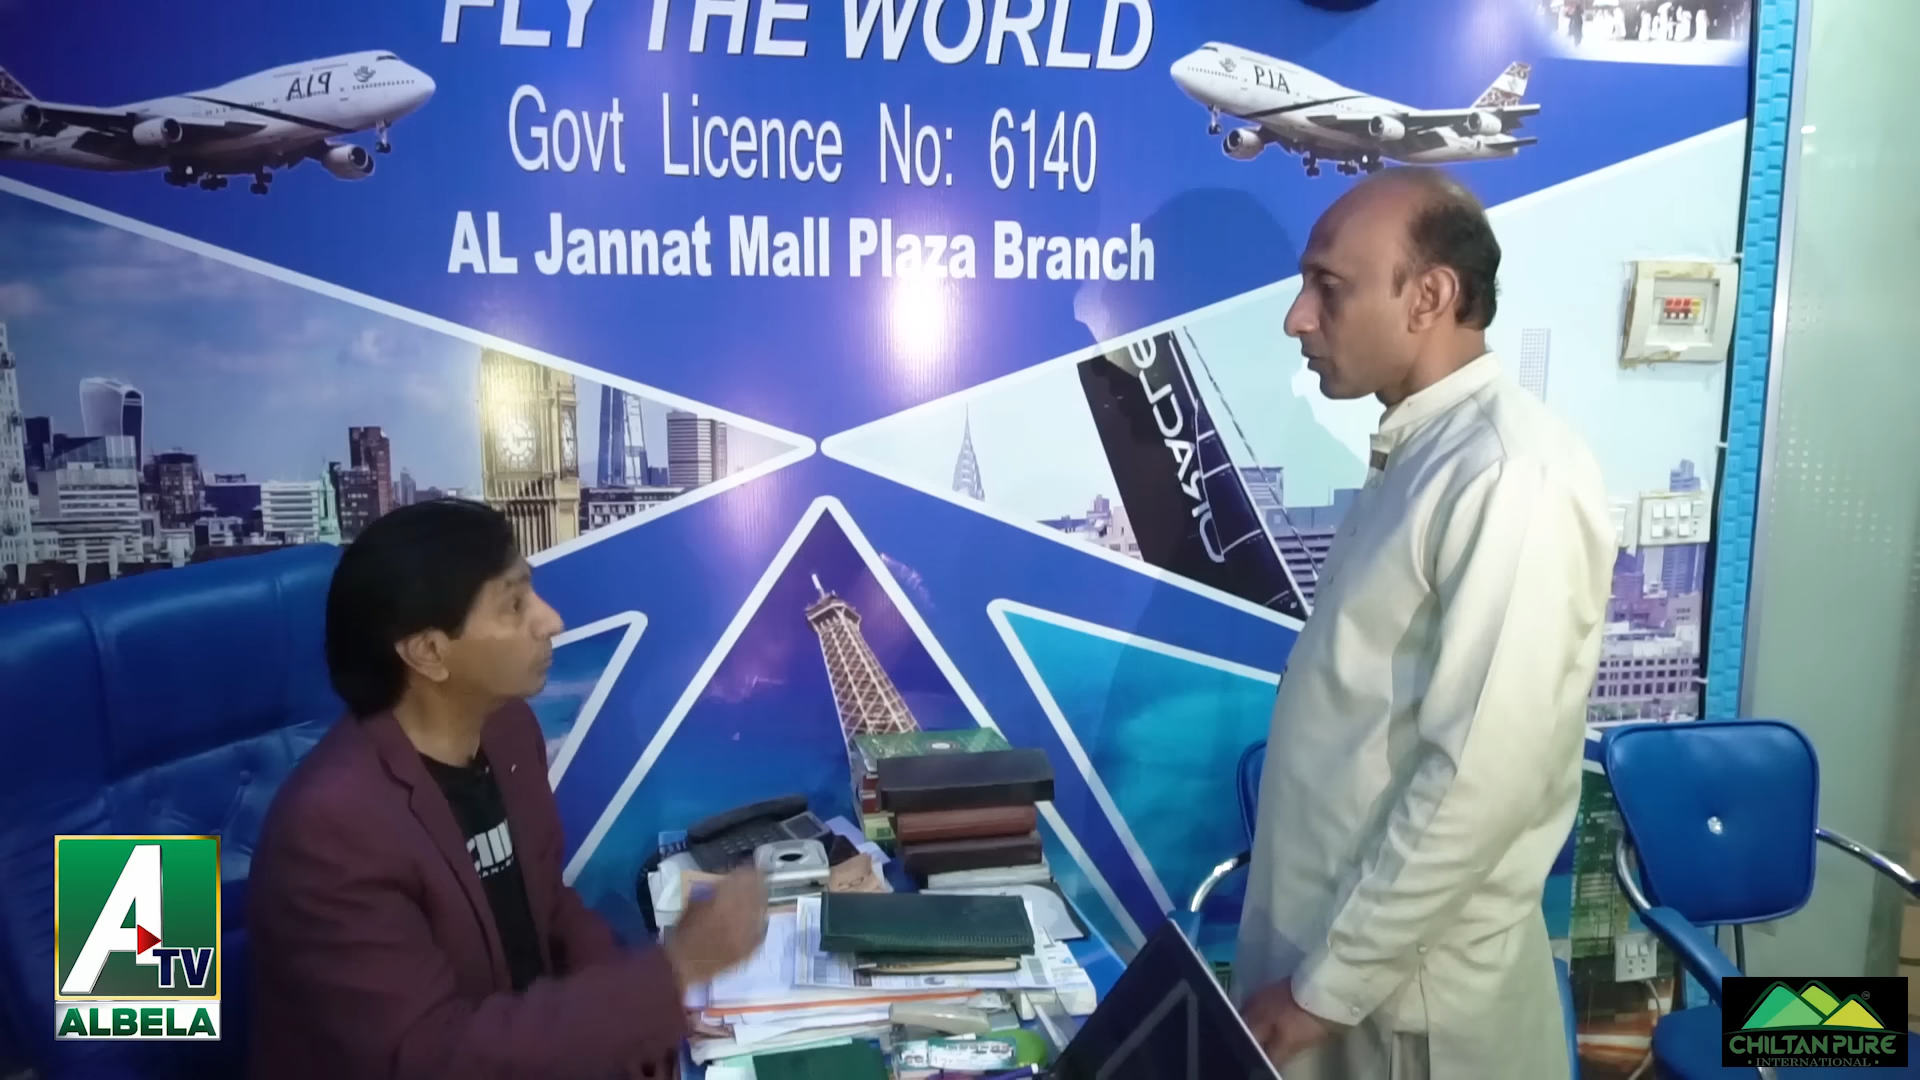 FLY THE WORLD
PIA
PIA
Govt Licence No: 6140
AL Jannat Mall Plaza Branch
ORACLE
A TV
ALBELA
CHILTAN PURE
· INTERNATIONAL ·